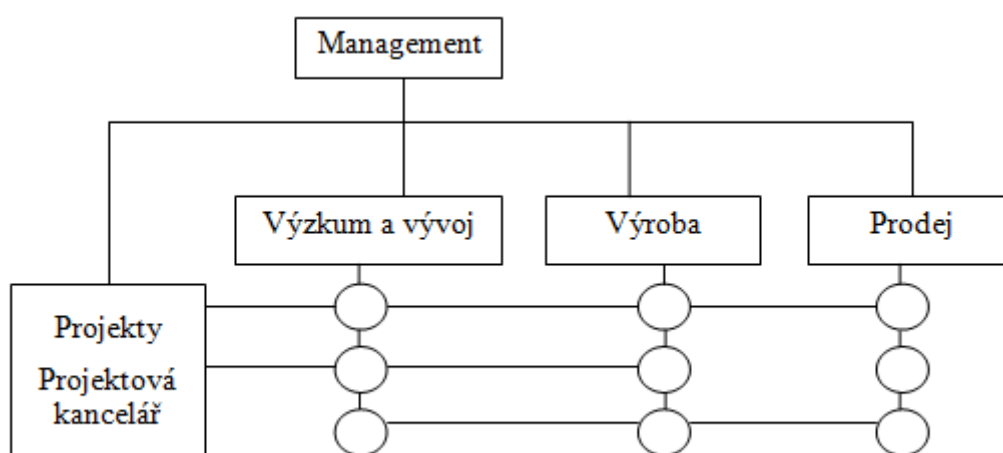 Management
Výzkum a vývoj
Výroba
Prodej
Projekty
Projektová
kancelář